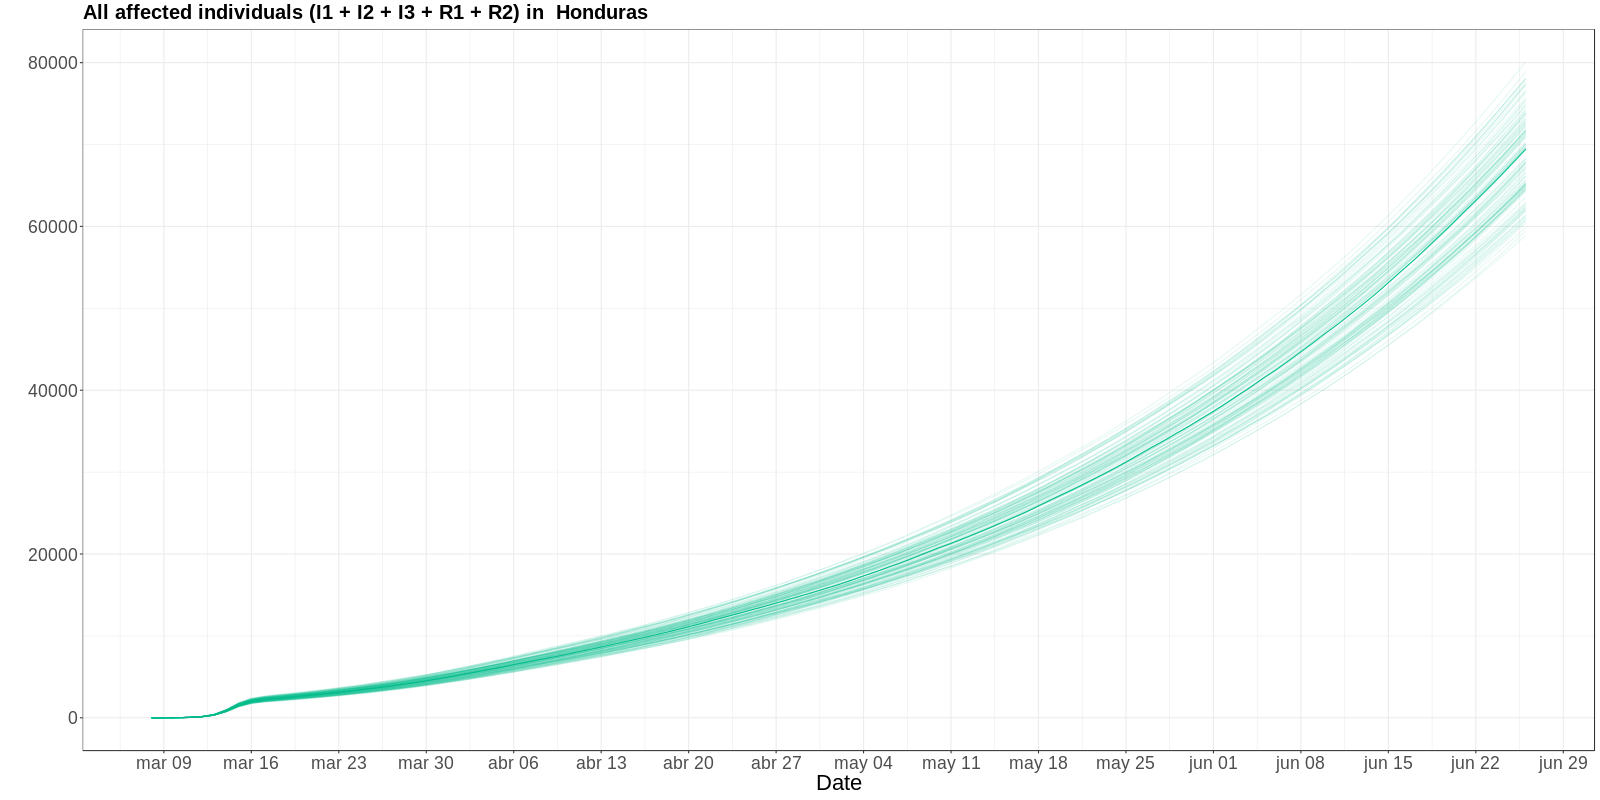 All affected individuals (I1 + I2 + I3 + R1 + R2) in  Honduras
80000
60000
40000
20000
0
mar 09 mar 16 mar 23 mar 30 abr 06 abr 13 abr 20 abr 27 may 04 may 11 may 18 may 25 jun 01 jun 08 jun 15 jun 22 jun 29
Date